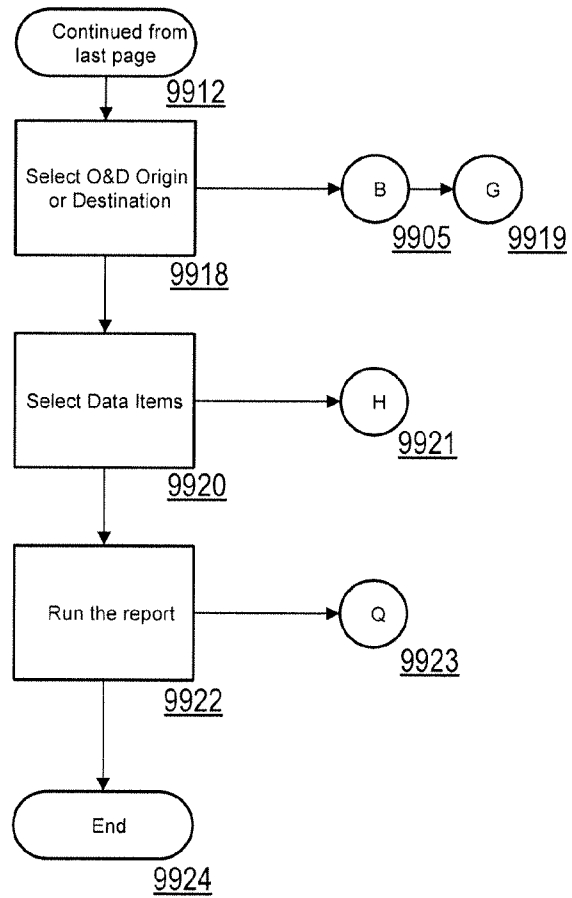 Continued from
last page
9912
Select O&D Origin
or Destination
B
G
9905
9919
9918
Select Data Items
H
9921
9920
Run the report
Q
9923
9922
End
9924